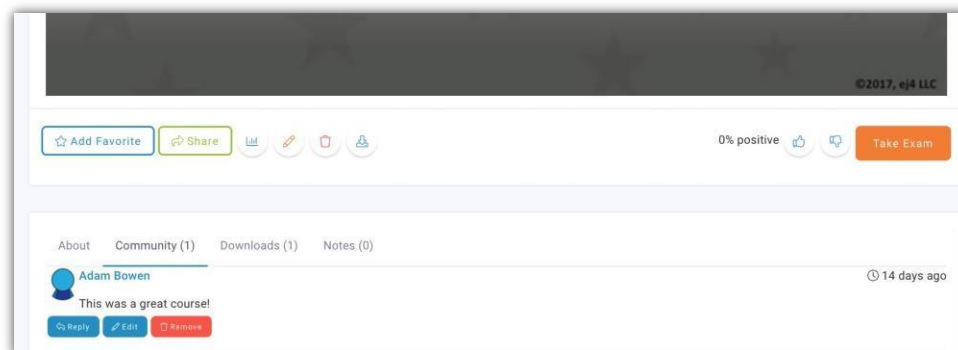 ©2017, ej4 LLC
Add Favorite Share 0% positive Take Exam
About Community (1) Downloads (1) Notes (0)
Adam Bowen 14 days ago
This was a great course!
Reply Edit Remove